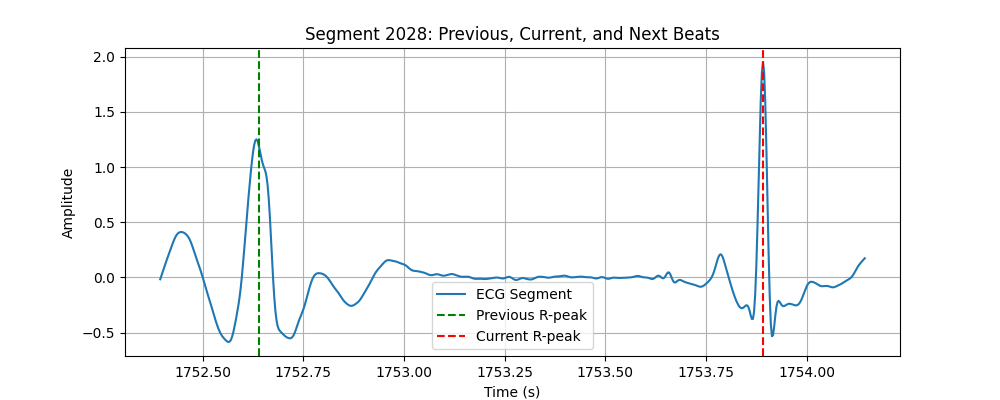 Segment 2028: Previous, Current, and Next Beats
2.0
1.5
1.0
0.5
0.0
−0.5
Amplitude
ECG Segment
Previous R-peak
Current R-peak
1752.50 1752.75 1753.00 1753.25 1753.50 1753.75 1754.00
Time (s)